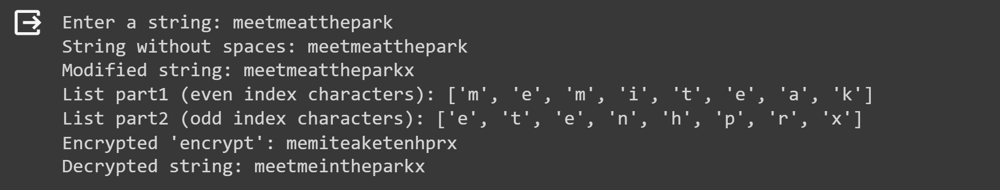 Enter a string: meetmeatthepark
String without spaces: meetmeatthepark
Modified string: meetmeattheparkx
List part1 (even index characters): ['m', 'e', 'm', 'i', 't', 'e', 'a', 'k']
List part2 (odd index characters): ['e', 't', 'e', 'n', 'h', 'p', 'r', 'x']
Encrypted 'encrypt': memiteaketenhprx
Decrypted string: meetmeintheparkx